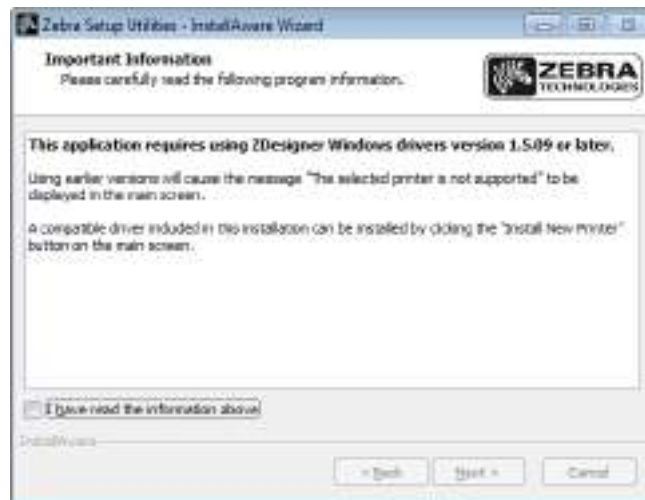 Zebra Setup Utilities - InstallAware Wizard
Important Information
Please carefully read the following program information.
ZEBRA
TECHNOLOGIES
This application requires using ZDesigner Windows drivers version 1.5.09 or later.
Using earlier versions will cause the message "The selected printer is not supported" to be
displayed in the main screen.
A compatible driver included in this installation can be installed by clicking the "Install New Printer"
button on the main screen.
I have read the information above
InstallAware
< Back
Next >
Cancel